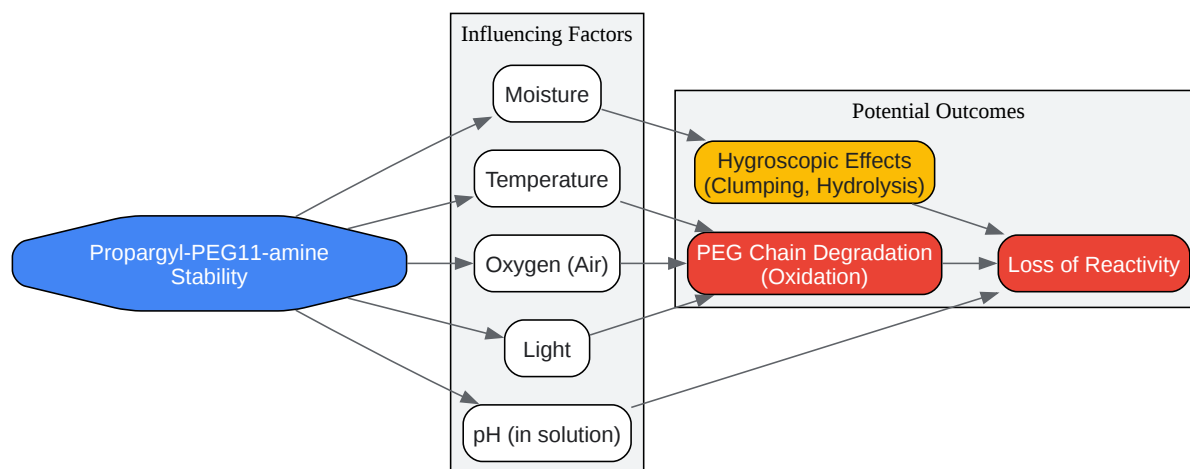 Influencing Factors
Moisture
Temperature
Oxygen (Air)
Light
pH (in solution)
Potential Outcomes
Hygroscopic Effects
(Clumping, Hydrolysis)
PEG Chain Degradation
(Oxidation)
Loss of Reactivity
Propargyl-PEG11-amine
Stability